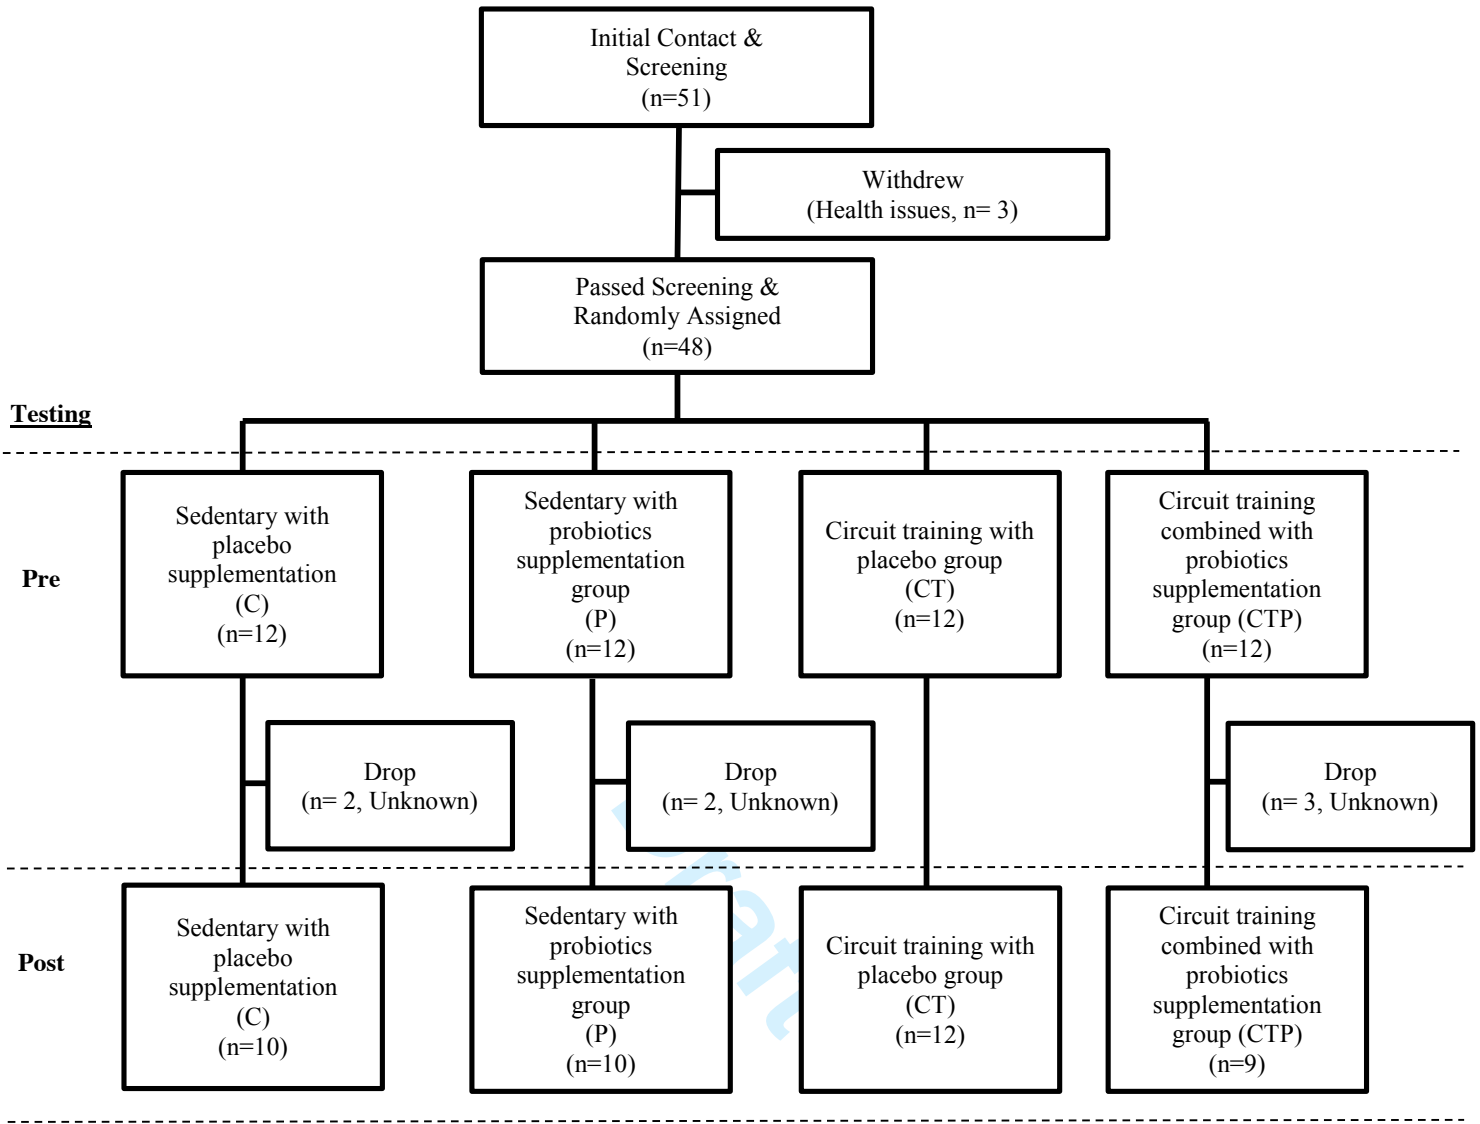 Initial Contact &
Screening
(n=51)
Withdrew
(Health issues, n= 3)
Passed Screening &
Randomly Assigned
(n=48)
Testing
Pre
Sedentary with
placebo
supplementation
(C)
(n=12)
Sedentary with
probiotics
supplementation
group
(P)
(n=12)
Circuit training with
placebo group
(CT)
(n=12)
Circuit training
combined with
probiotics
supplementation
group (CTP)
(n=12)
Drop
(n= 2, Unknown)
Drop
(n= 2, Unknown)
Drop
(n= 3, Unknown)
Post
Sedentary with
placebo
supplementation
(C)
(n=10)
Sedentary with
probiotics
supplementation
group
(P)
(n=10)
Circuit training with
placebo group
(CT)
(n=12)
Circuit training
combined with
probiotics
supplementation
group (CTP)
(n=9)
Draft